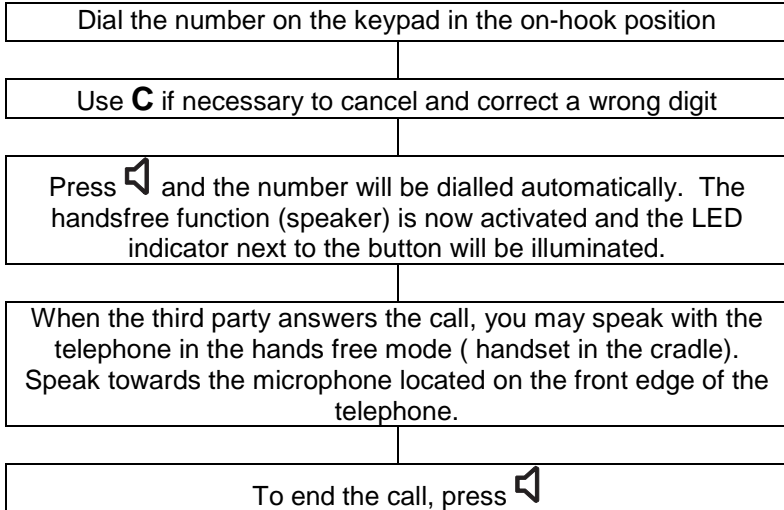 Dial the number on the keypad in the on-hook position
Use C if necessary to cancel and correct a wrong digit
Press and the number will be dialled automatically. The
handsfree function (speaker) is now activated and the LED
indicator next to the button will be illuminated.
When the third party answers the call, you may speak with the
telephone in the hands free mode ( handset in the cradle).
Speak towards the microphone located on the front edge of the
telephone.
To end the call, press